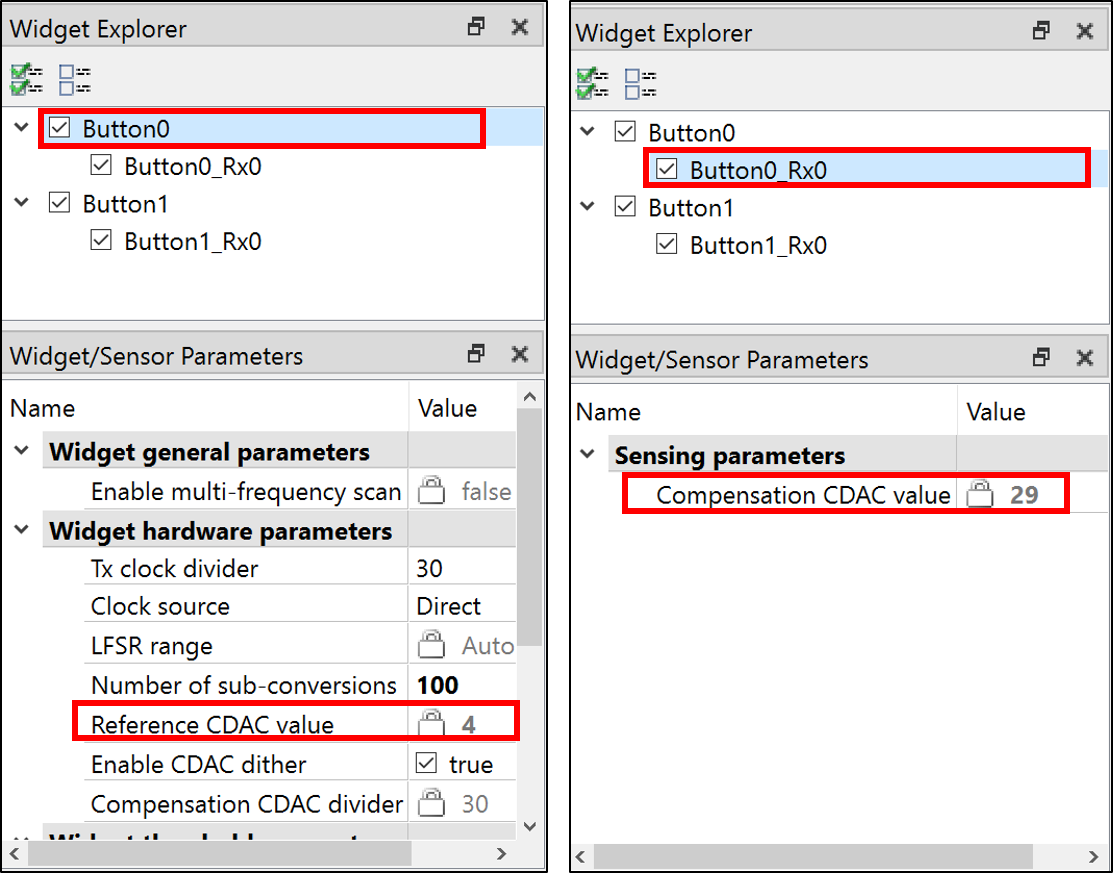 Widget Explorer
Button0
Button0_Rx0
Button1
Button1_Rx0
Widget/Sensor Parameters
Name Value
Widget general parameters
Enable multi-frequency scan false
Widget hardware parameters
Tx clock divider 30
Clock source Direct
LFSR range Auto
Number of sub-conversions 100
Reference CDAC value 4
Enable CDAC dither true
Compensation CDAC divider 30
Widget Explorer
Button0
Button0_Rx0
Button1
Button1_Rx0
Widget/Sensor Parameters
Name Value
Sensing parameters
Compensation CDAC value 29